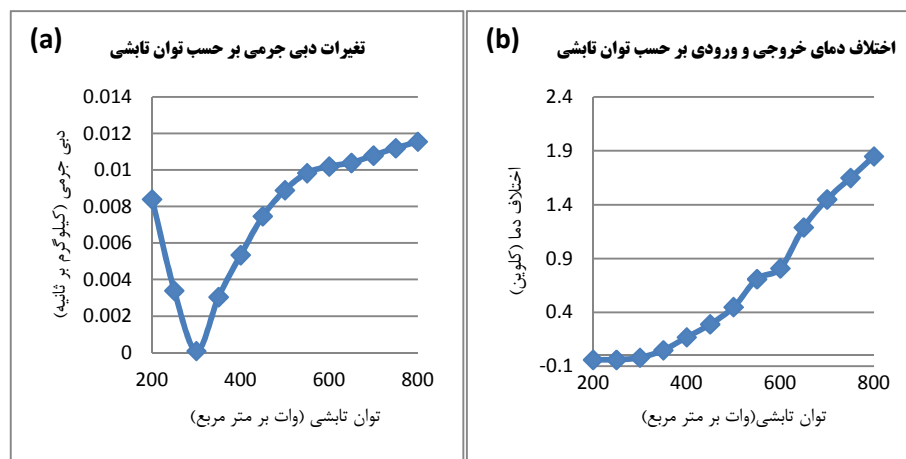 (a)
تغیرات دبی جرمی بر حسب توان تابشی
دبی جرمی (کیلوگرم بر ثانیه)
0.014
0.012
0.01
0.008
0.006
0.004
0.002
0
200
400
600
800
توان تابشی (وات بر متر مربع)
(b)
اختلاف دمای خروجی و ورودی بر حسب توان تابشی
اختلاف دما (کلوین)
2.4
1.9
1.4
0.9
0.4
-0.1
200
400
600
800
توان تابشی(وات بر متر مربع)